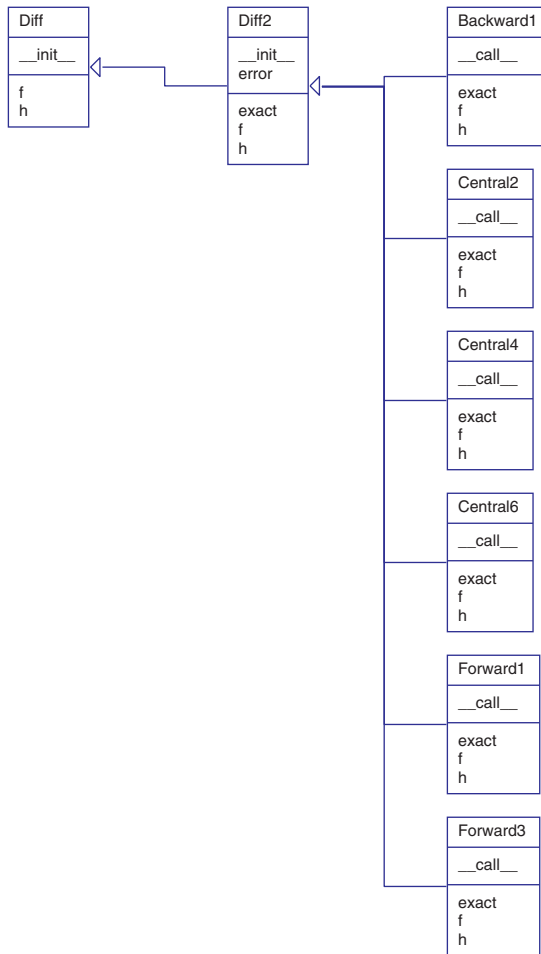 Diff
__init__
f
h
Diff2
__init__
error
exact
f
h
Backward1
__call__
exact
f
h
Central2
__call__
exact
f
h
Central4
__call__
exact
f
h
Central6
__call__
exact
f
h
Forward1
__call__
exact
f
h
Forward3
__call__
exact
f
h